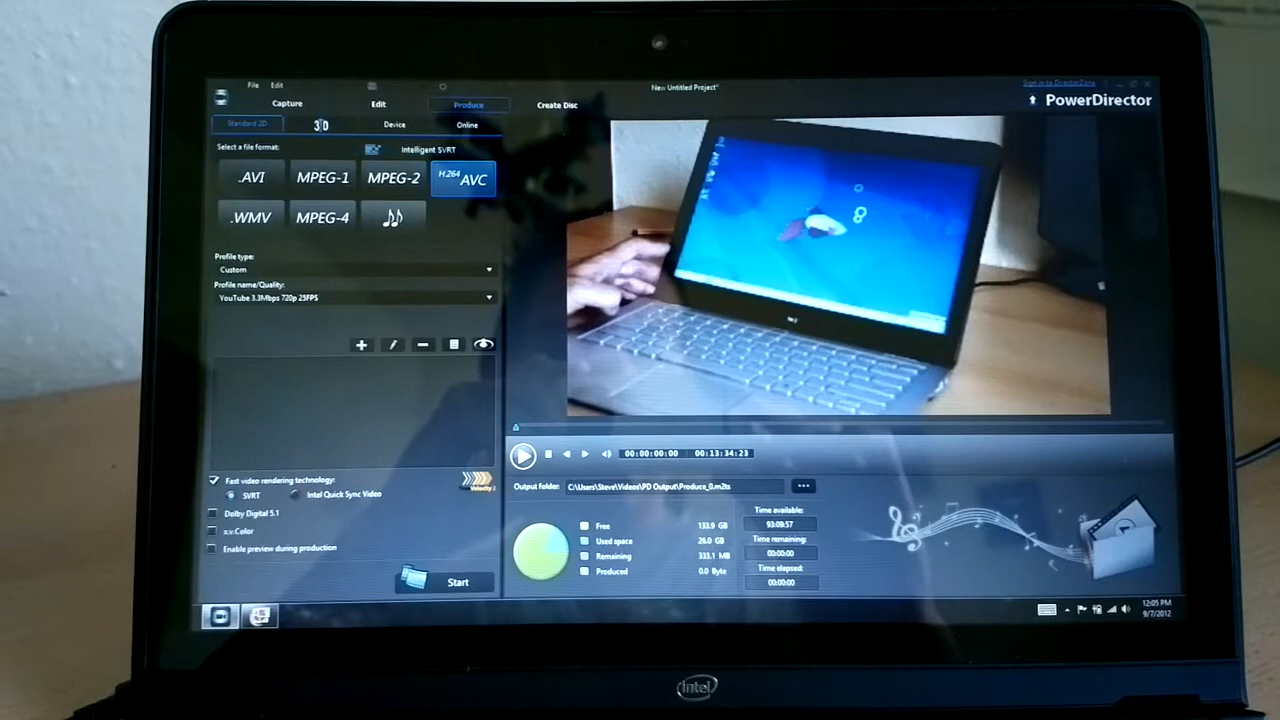 File Edit
New Untitled Project*
Sign in to DirectorZone
Capture Edit Produce Create Disc
PowerDirector
Standard 2D 3D Device Online
Select a file format: Intelligent SVRT
.AVI MPEG-1 MPEG-2 H.264 AVC
.WMV MPEG-4
Profile type:
Custom
Profile name/Quality:
YouTube 3.3Mbps 720p 25FPS
00:00:00:00 00:13:34:23
Fast video rendering technology:
SVRT Intel Quick Sync Video
Dolby Digital 5.1
x.v.Color
Enable preview during production
Start
Output folder: C:\Users\Steve\Videos\PD Output\Produce_0.m2ts
Free 133.9 GB
Used space 26.0 GB
Remaining 333.1 MB
Produced 0.0 Byte
Time available:
93:09:57
Time remaining:
00:00:00
Time elapsed:
00:00:00
12:05 PM
9/7/2012
intel